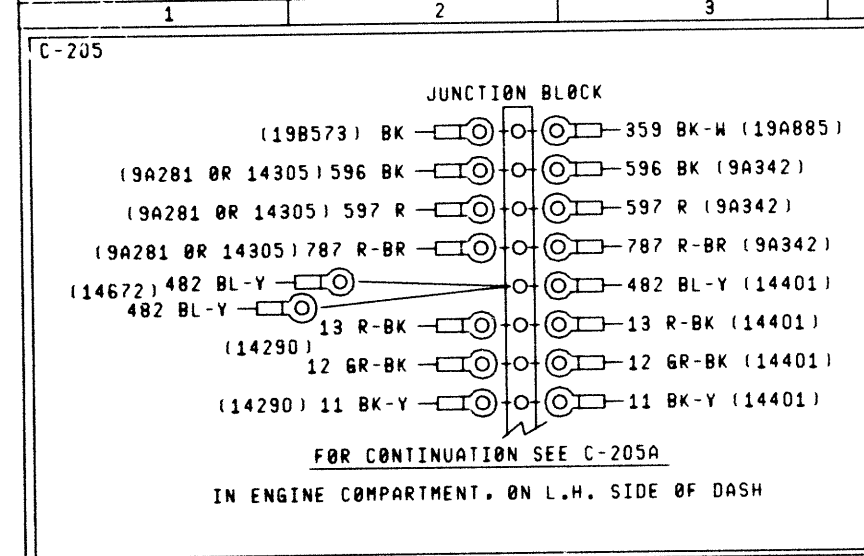 1 2 3
C-205
JUNCTION BLOCK
(19B573) BK 359 BK-W (19A885)
(9A281 OR 14305) 596 BK 596 BK (9A342)
(9A281 OR 14305) 597 R 597 R (9A342)
(9A281 OR 14305) 787 R-BR 787 R-BR (9A342)
(14672) 482 BL-Y 482 BL-Y (14401)
482 BL-Y
13 R-BK 13 R-BK (14401)
(14290)
12 GR-BK 12 GR-BK (14401)
(14290) 11 BK-Y 11 BK-Y (14401)
FOR CONTINUATION SEE C-205A
IN ENGINE COMPARTMENT. ON L.H. SIDE OF DASH